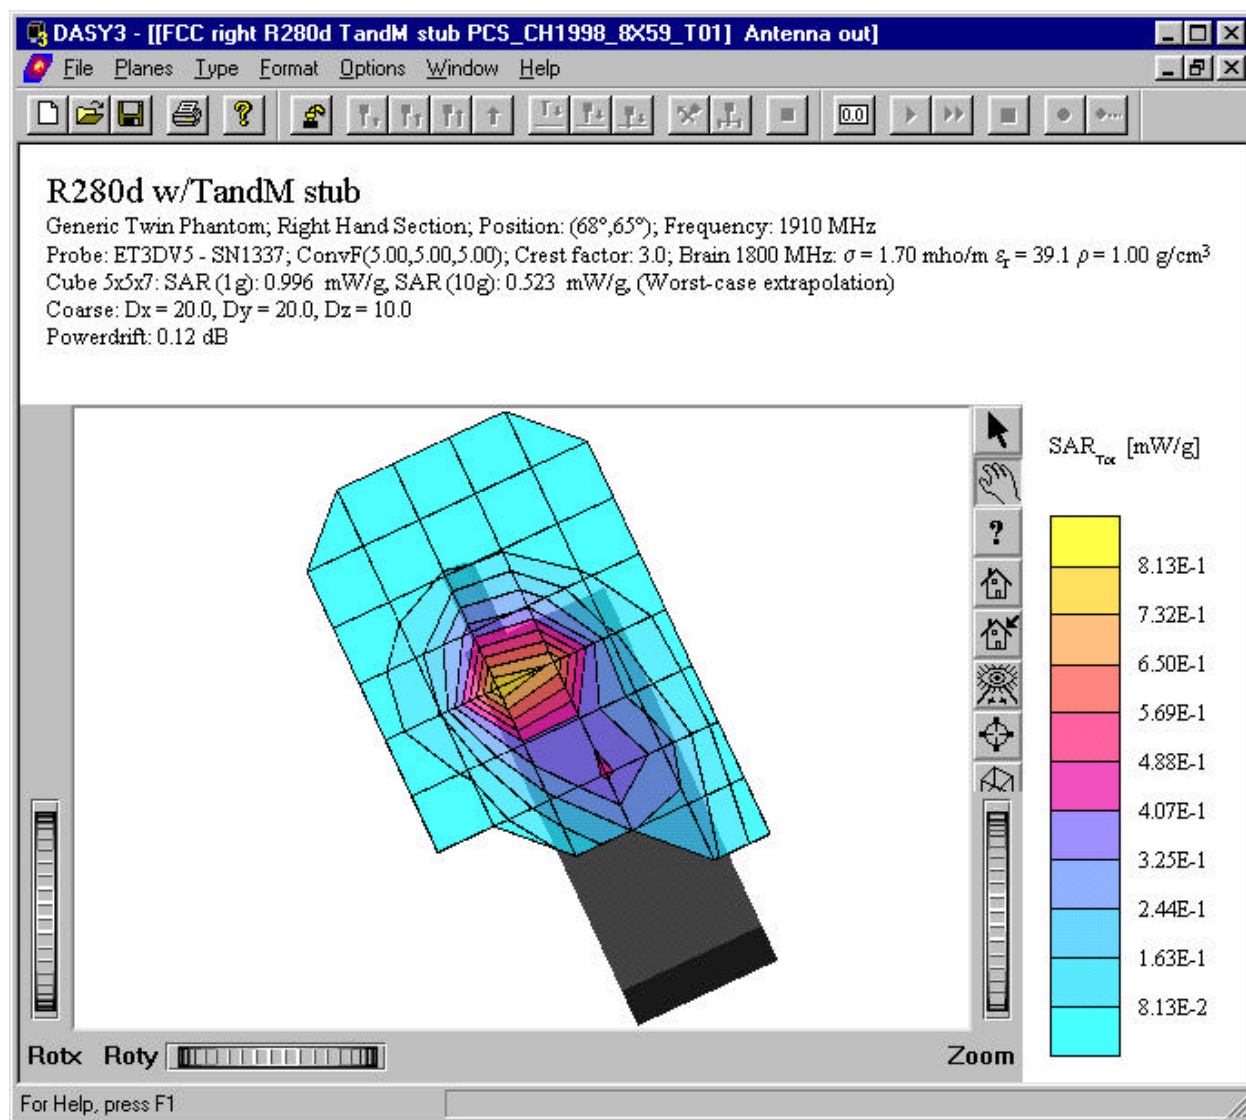 DASY3 - [[FCC right R280d TandM stub PCS_CH1998_8X59_T01] Antenna out]
File Planes Type Format Options Window Help
0.0
R280d w/TandM stub
Generic Twin Phantom; Right Hand Section; Position: (68°,65°); Frequency: 1910 MHz
Probe: ET3DV5 - SN1337; ConvF(5.00,5.00,5.00); Crest factor: 3.0; Brain 1800 MHz: σ = 1.70 mho/m εr = 39.1 ρ = 1.00 g/cm³
Cube 5x5x7: SAR (1g): 0.996 mW/g, SAR (10g): 0.523 mW/g, (Worst-case extrapolation)
Coarse: Dx = 20.0, Dy = 20.0, Dz = 10.0
Powerdrift: 0.12 dB
SARTot [mW/g]
8.13E-1
7.32E-1
6.50E-1
5.69E-1
4.88E-1
4.07E-1
3.25E-1
2.44E-1
1.63E-1
8.13E-2
Rotx Roty Zoom
For Help, press F1